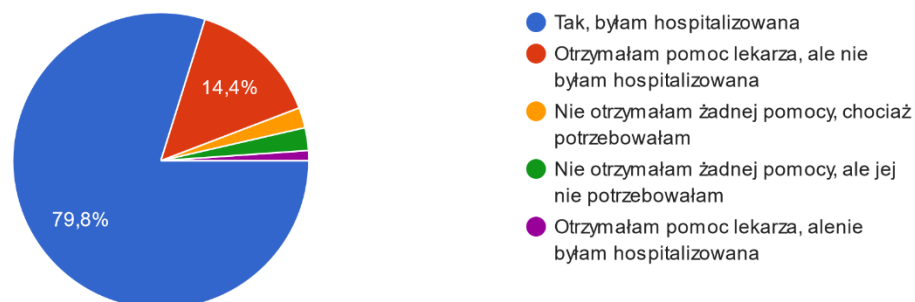 Tak, byłam hospitalizowana
Otrzymałam pomoc lekarza, ale nie
byłam hospitalizowana
14,4%
Nie otrzymałam żadnej pomocy, chociaż
potrzebowałam
Nie otrzymałam żadnej pomocy, ale jej
nie potrzebowałam
79,8%
Otrzymałam pomoc lekarza, alenie
byłam hospitalizowana